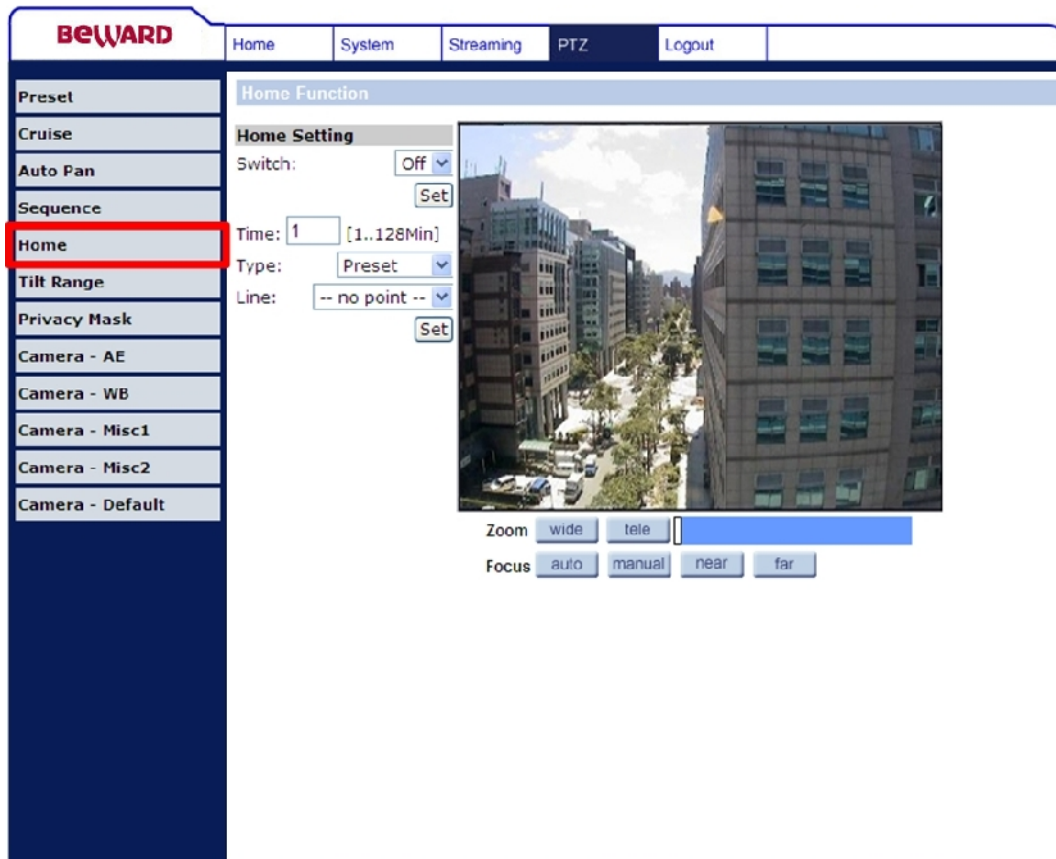 BEWARD
Home System Streaming PTZ Logout
Preset
Cruise
Auto Pan
Sequence
Home
Tilt Range
Privacy Mask
Camera - AE
Camera - WB
Camera - Misc1
Camera - Misc2
Camera - Default
Home Function
Home Setting
Switch: Off
Set
Time: 1 [1..128Min]
Type: Preset
Line: -- no point --
Set
Zoom wide tele
Focus auto manual near far